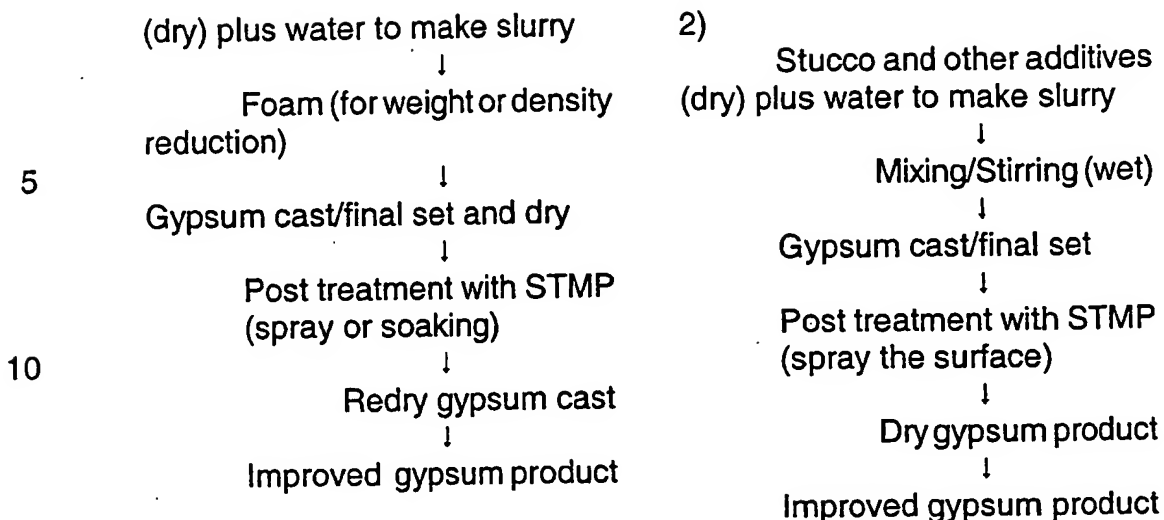 (dry) plus water to make slurry
↓
Foam (for weight or density
reduction)
↓
5
Gypsum cast/final set and dry
↓
Post treatment with STMP
(spray or soaking)
↓
10
Redry gypsum cast
↓
Improved gypsum product
2)
Stucco and other additives
(dry) plus water to make slurry
↓
Mixing/Stirring (wet)
↓
Gypsum cast/final set
↓
Post treatment with STMP
(spray the surface)
↓
Dry gypsum product
↓
Improved gypsum product